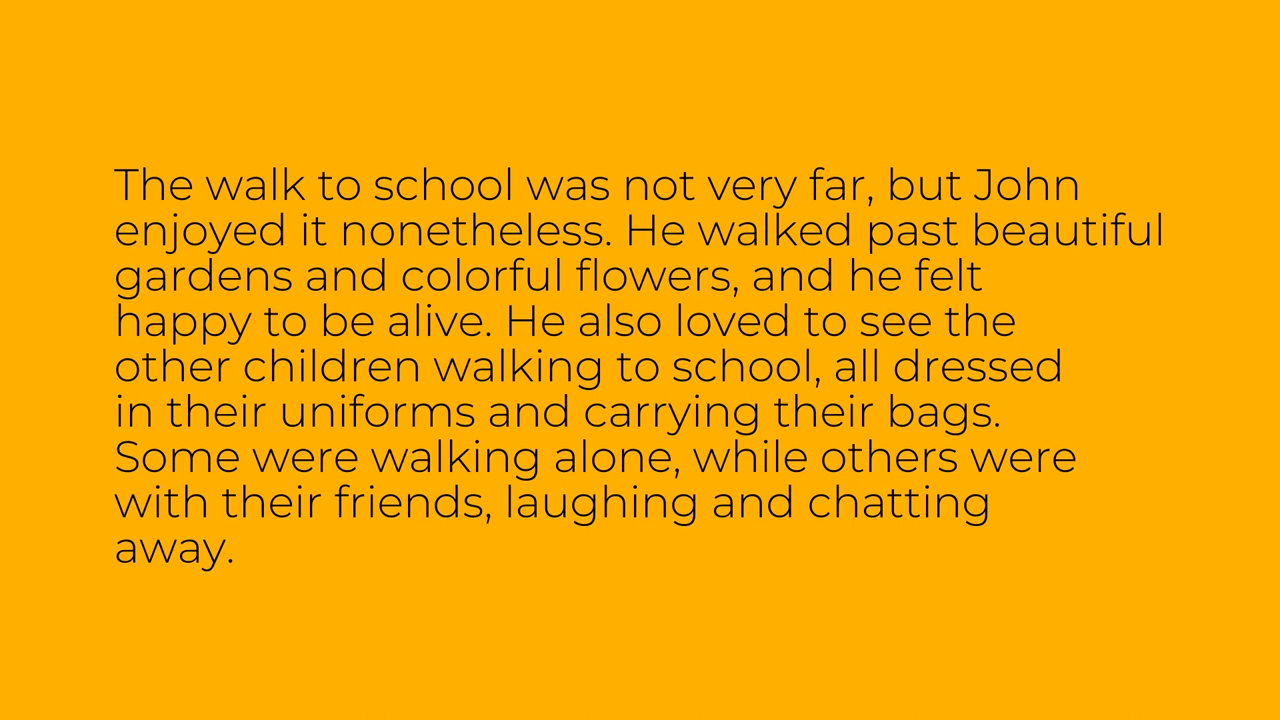 The walk to school was not very far, but John
enjoyed it nonetheless. He walked past beautiful
gardens and colorful flowers, and he felt
happy to be alive. He also loved to see the
other children walking to school, all dressed
in their uniforms and carrying their bags.
Some were walking alone, while others were
with their friends, laughing and chatting
away.